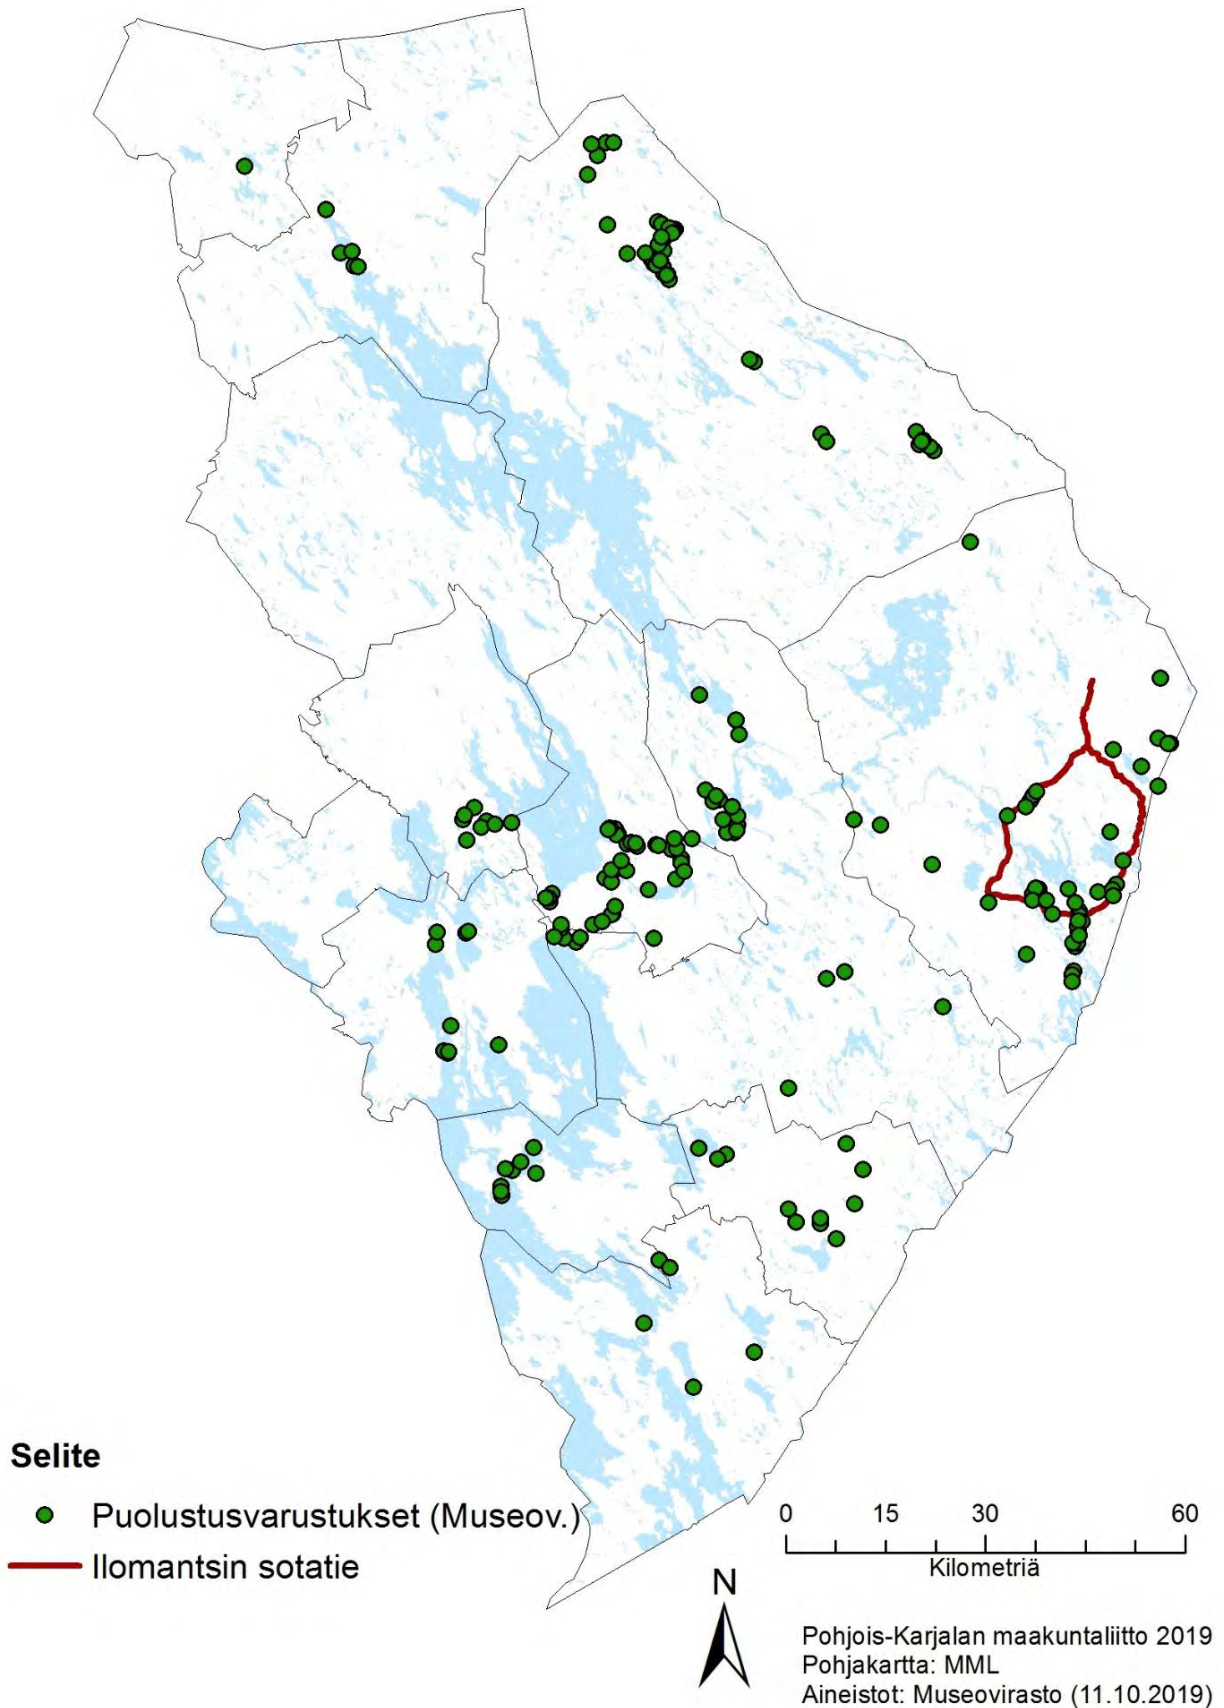 Selite
Puolustusvarustukset (Museov.)
Ilomantsin sotatie
0 15 30 60
Kilometriä
N
Pohjois-Karjalan maakuntaliitto 2019
Pohjakartta: MML
Aineistot: Museovirasto (11.10.2019)